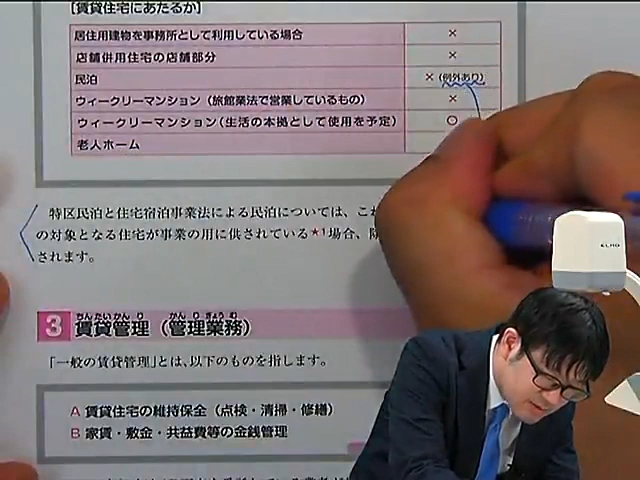 【賃貸住宅にあたるか】
居住用建物を事務所として利用している場合 ×
店舗併用住宅の店舗部分 ×
民泊 ×(例外あり)
ウィークリーマンション（旅館業法で営業しているもの） ×
ウィークリーマンション（生活の本拠として使用を予定） ○
老人ホーム
特区民泊と住宅宿泊事業法による民泊については、
の対象となる住宅が事業の用に供されている★1場合、
されます。
3 賃貸管理（管理業務）
「一般の賃貸管理」とは、以下のものを指します。
A 賃貸住宅の維持保全（点検・清掃・修繕）
B 家賃・敷金・共益費等の金銭管理
ELMO